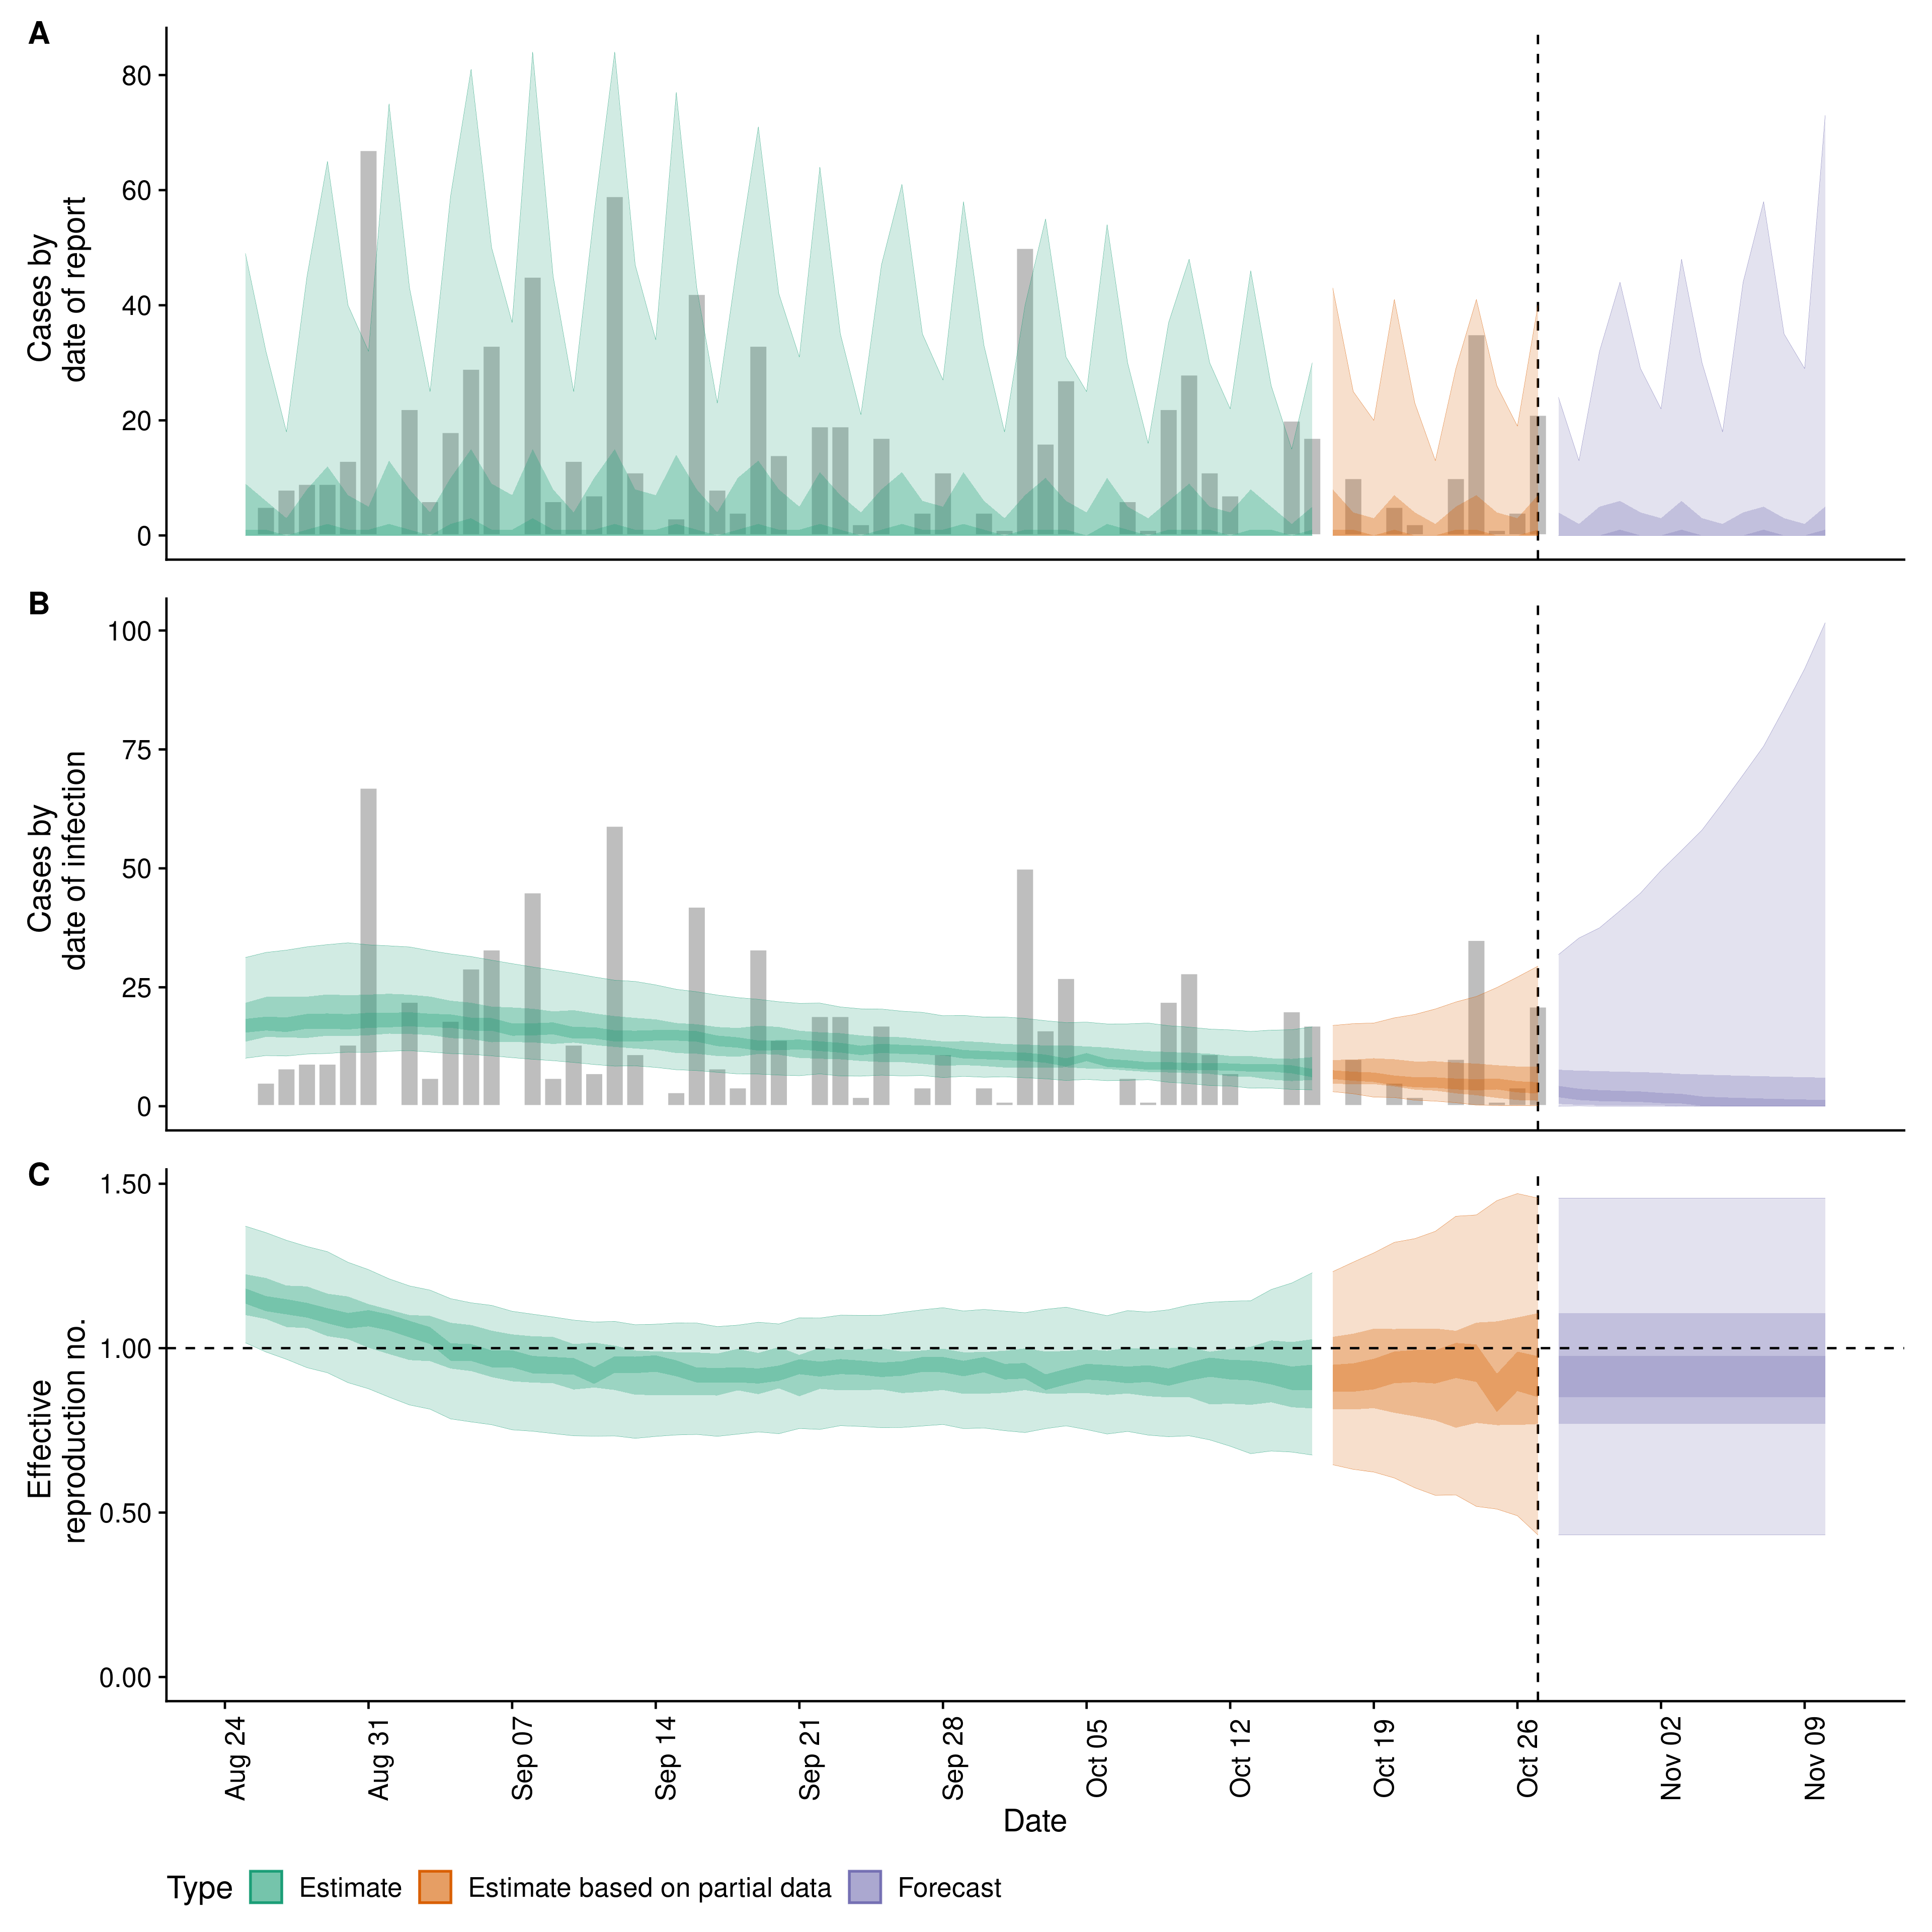 A
Cases by
date of report
80
60
40
20
0
B
Cases by
date of infection
100
75
50
25
0
C
Effective
reproduction no.
1.50
1.00
0.50
0.00
Aug 24
Aug 31
Sep 07
Sep 14
Sep 21
Sep 28
Oct 05
Oct 12
Oct 19
Oct 26
Nov 02
Nov 09
Date
Type Estimate Estimate based on partial data Forecast